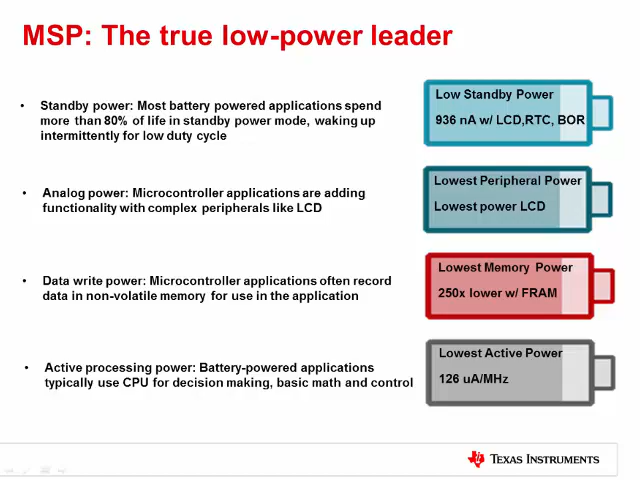 MSP: The true low-power leader
• Standby power: Most battery powered applications spend
more than 80% of life in standby power mode, waking up
intermittently for low duty cycle
Low Standby Power
936 nA w/ LCD,RTC, BOR
• Analog power: Microcontroller applications are adding
functionality with complex peripherals like LCD
Lowest Peripheral Power
Lowest power LCD
• Data write power: Microcontroller applications often record
data in non-volatile memory for use in the application
Lowest Memory Power
250x lower w/ FRAM
• Active processing power: Battery-powered applications
typically use CPU for decision making, basic math and control
Lowest Active Power
126 uA/MHz
TEXAS INSTRUMENTS